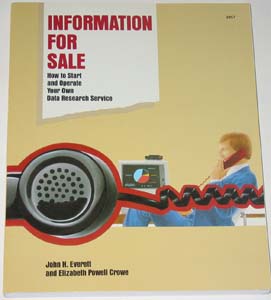 INFORMATION
FOR
SALE
How to Start
and Operate
Your Own
Data Research Service
John H. Everett
and Elizabeth Powell Crowe